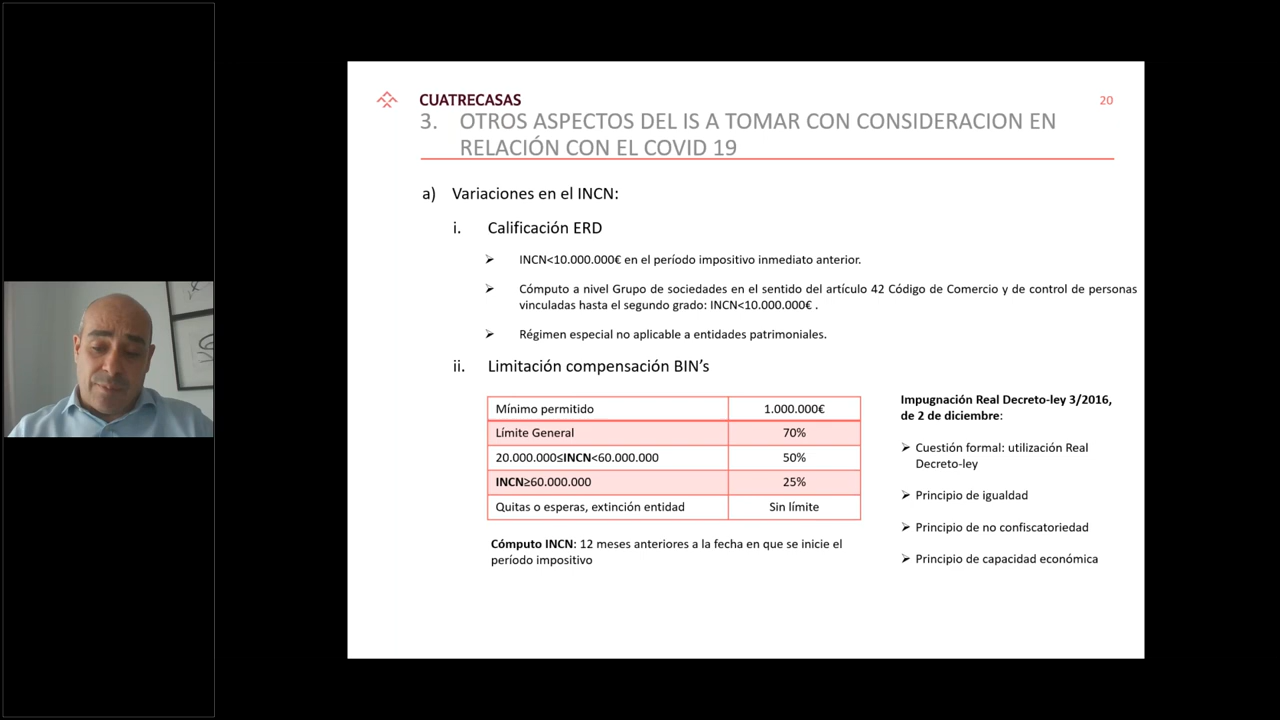 CUATRECASAS
20
3. OTROS ASPECTOS DEL IS A TOMAR CON CONSIDERACION EN
RELACIÓN CON EL COVID 19
a) Variaciones en el INCN:
i. Calificación ERD
➢ INCN<10.000.000€ en el período impositivo inmediato anterior.
➢ Cómputo a nivel Grupo de sociedades en el sentido del artículo 42 Código de Comercio y de control de personas
vinculadas hasta el segundo grado: INCN<10.000.000€ .
➢ Régimen especial no aplicable a entidades patrimoniales.
ii. Limitación compensación BIN’s
Mínimo permitido 1.000.000€
Límite General 70%
20.000.000≤INCN<60.000.000 50%
INCN≥60.000.000 25%
Quitas o esperas, extinción entidad Sin límite
Cómputo INCN: 12 meses anteriores a la fecha en que se inicie el
período impositivo
Impugnación Real Decreto-ley 3/2016,
de 2 de diciembre:
➢ Cuestión formal: utilización Real
Decreto-ley
➢ Principio de igualdad
➢ Principio de no confiscatoriedad
➢ Principio de capacidad económica